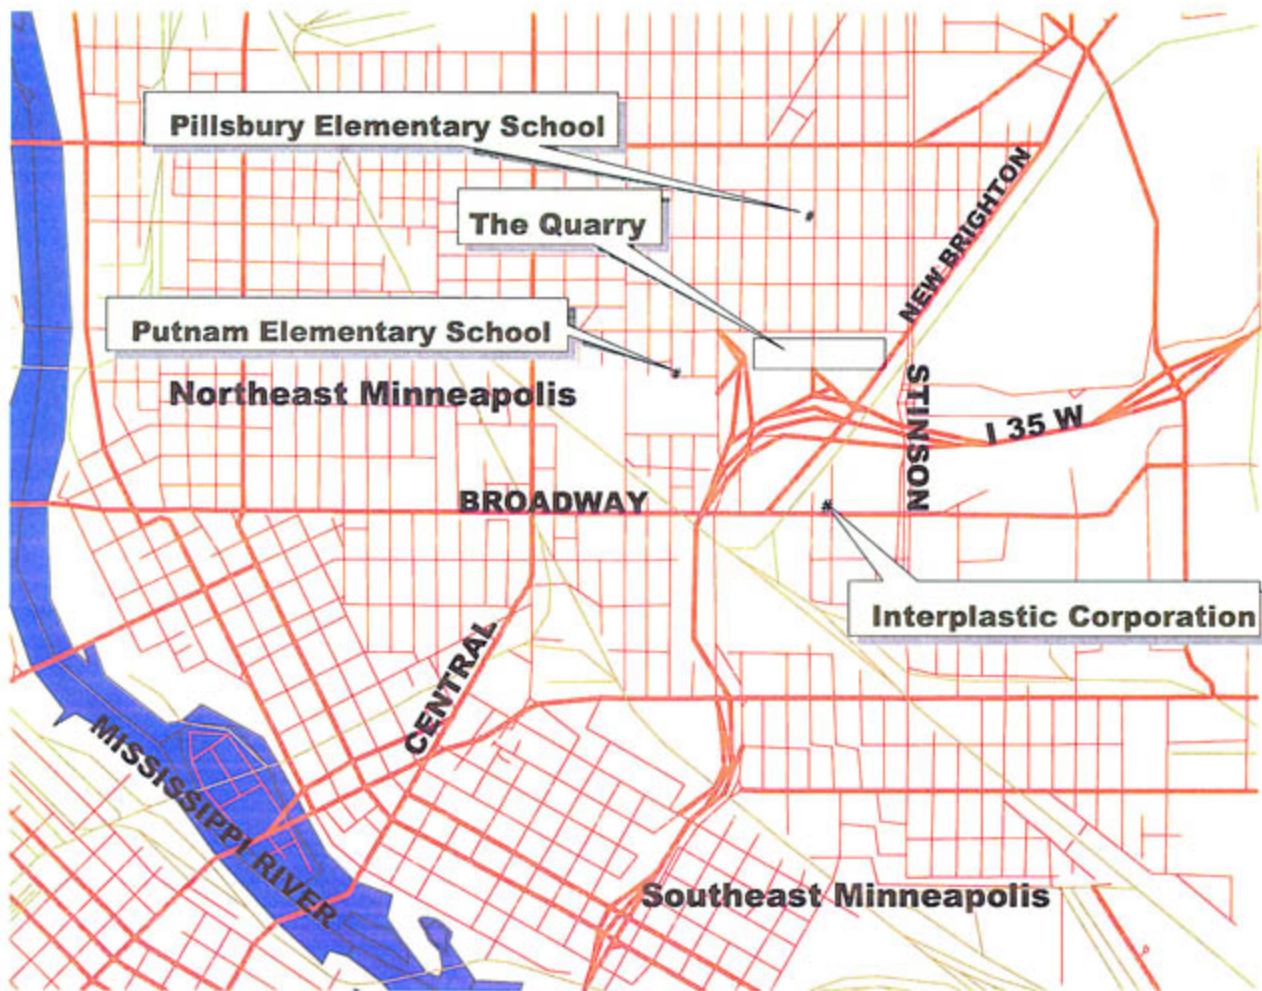 Pillsbury Elementary School
The Quarry
NEW BRIGHTON
Putnam Elementary School
Northeast Minneapolis
STINSON
I 35 W
BROADWAY
Interplastic Corporation
CENTRAL
MISSISSIPPI RIVER
Southeast Minneapolis